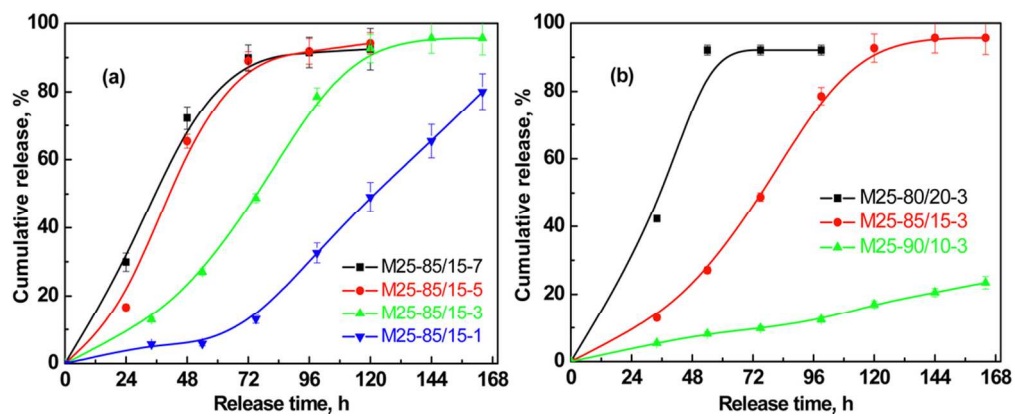 (a)
Cumulative release, %
100
80
60
40
20
0
M25-85/15-7
M25-85/15-5
M25-85/15-3
M25-85/15-1
0 24 48 72 96 120 144 168
Release time, h
(b)
Cumulative release, %
100
80
60
40
20
0
M25-80/20-3
M25-85/15-3
M25-90/10-3
0 24 48 72 96 120 144 168
Release time, h